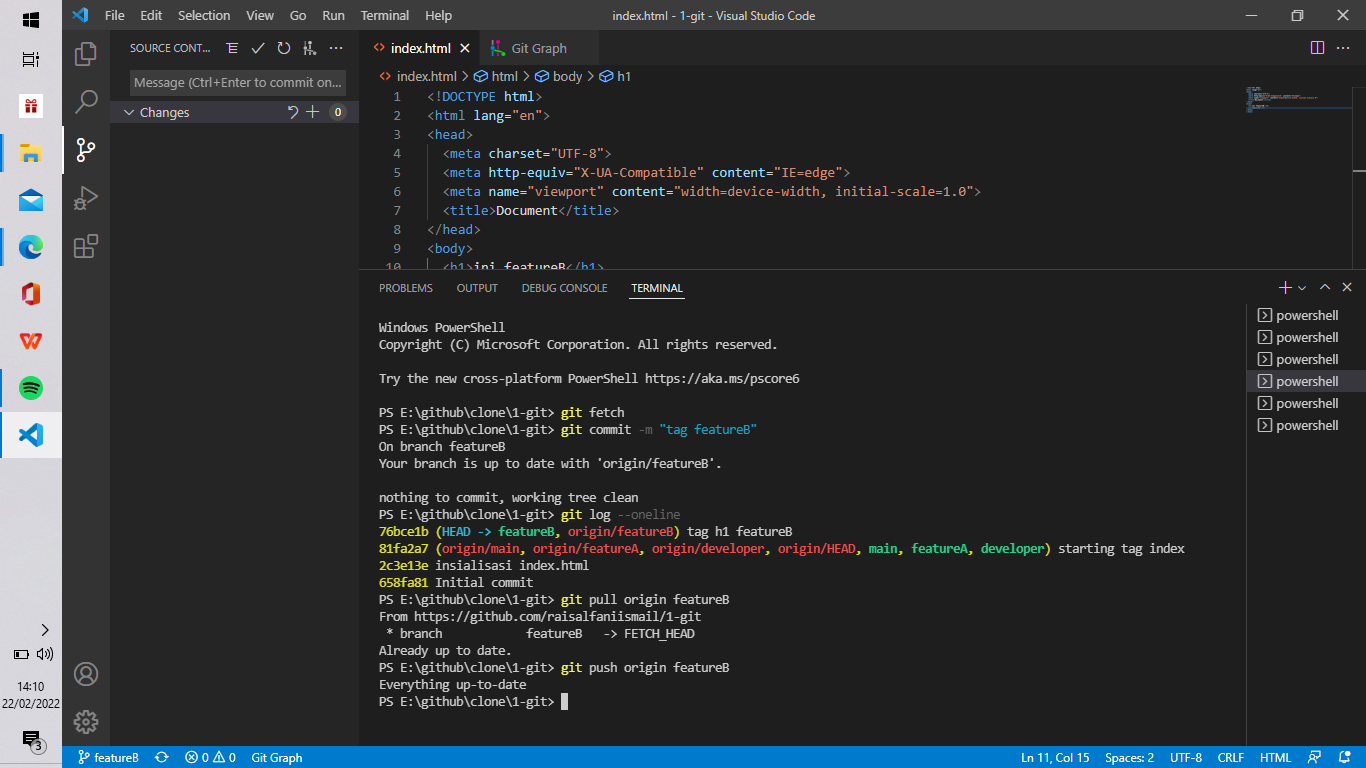 File Edit Selection View Go Run Terminal Help
index.html - 1-git - Visual Studio Code
SOURCE CONT...
Message (Ctrl+Enter to commit on...
Changes
0
index.html
Git Graph
index.html > html > body > h1
1 <!DOCTYPE html>
2 <html lang="en">
3 <head>
4 <meta charset="UTF-8">
5 <meta http-equiv="X-UA-Compatible" content="IE=edge">
6 <meta name="viewport" content="width=device-width, initial-scale=1.0">
7 <title>Document</title>
8 </head>
9 <body>
10 <h1>ini featureB</h1>
PROBLEMS OUTPUT DEBUG CONSOLE TERMINAL
Windows PowerShell
Copyright (C) Microsoft Corporation. All rights reserved.
Try the new cross-platform PowerShell https://aka.ms/pscore6
PS E:\github\clone\1-git> git fetch
PS E:\github\clone\1-git> git commit -m "tag featureB"
On branch featureB
Your branch is up to date with 'origin/featureB'.
nothing to commit, working tree clean
PS E:\github\clone\1-git> git log --oneline
76bce1b (HEAD -> featureB, origin/featureB) tag h1 featureB
81fa2a7 (origin/main, origin/featureA, origin/developer, origin/HEAD, main, featureA, developer) starting tag index
2c3e13e insialisasi index.html
658fa81 Initial commit
PS E:\github\clone\1-git> git pull origin featureB
From https://github.com/raisalfaniismail/1-git
* branch featureB -> FETCH_HEAD
Already up to date.
PS E:\github\clone\1-git> git push origin featureB
Everything up-to-date
PS E:\github\clone\1-git>
powershell
powershell
powershell
powershell
powershell
powershell
14:10
22/02/2022
3
featureB
0 0
Git Graph
Ln 11, Col 15
Spaces: 2
UTF-8
CRLF
HTML